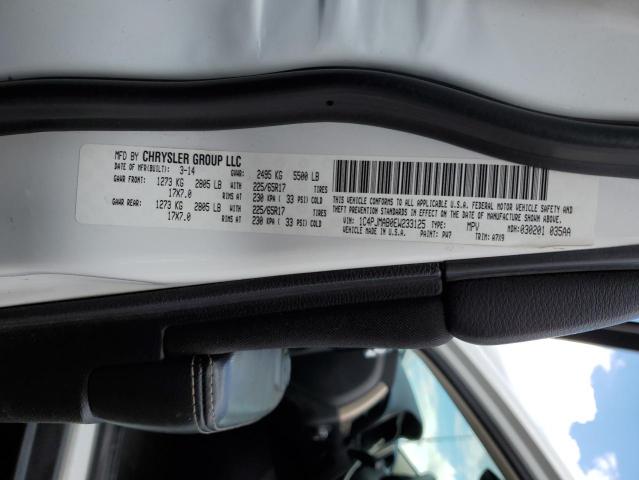 MFD BY CHRYSLER GROUP LLC
DATE OF MFR(BUILT): 3-14 GVWR: 2495 KG 5500 LB
GAWR FRONT: 1273 KG 2805 LB WITH 225/65R17 TIRES
17X7.0 RIMS AT 230 KPA ( 33 PSI) COLD
GAWR REAR: 1273 KG 2805 LB WITH 225/65R17 TIRES
17X7.0 RIMS AT 230 KPA ( 33 PSI) COLD
THIS VEHICLE CONFORMS TO ALL APPLICABLE U.S.A. FEDERAL MOTOR VEHICLE SAFETY, BUMPER, AND
THEFT PREVENTION STANDARDS IN EFFECT ON THE DATE OF MANUFACTURE SHOWN ABOVE.
VIN: 1C4PJMAB0EW233125 TYPE: MPV MDH: 030201 035AA
MADE IN U.S.A. PAINT: PW7 TRIM: A7X9